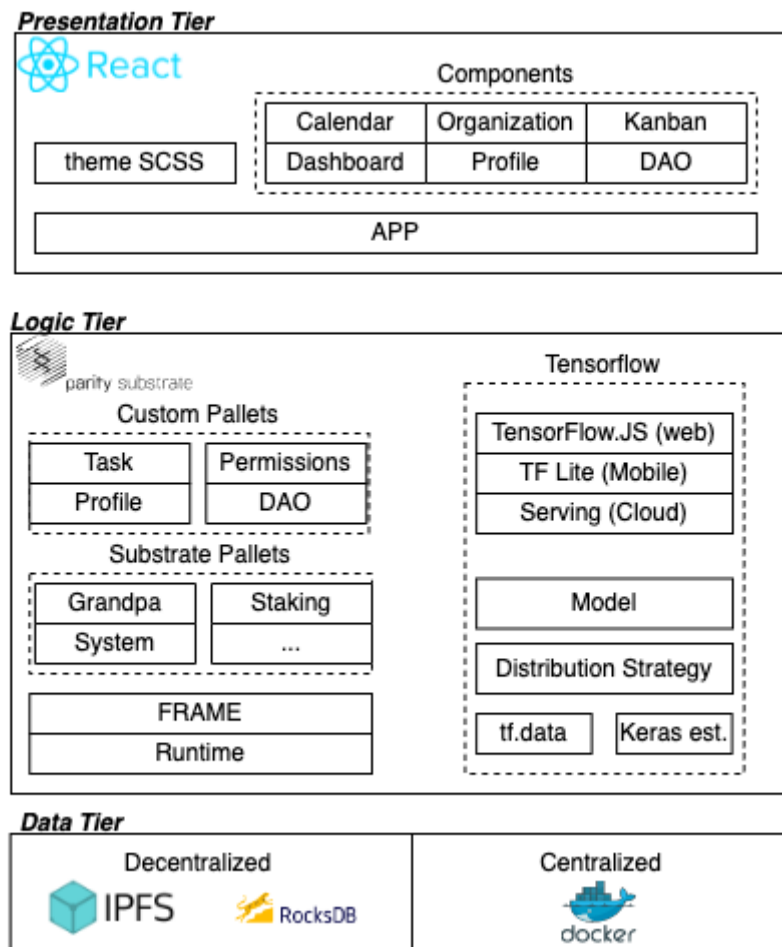 Presentation Tier
React
Components
Calendar Organization Kanban
theme SCSS Dashboard Profile DAO
APP
Logic Tier
parity substrate
Tensorflow
Custom Pallets
Task Permissions
Profile DAO
TensorFlow.JS (web)
TF Lite (Mobile)
Serving (Cloud)
Substrate Pallets
Grandpa Staking
System ...
Model
Distribution Strategy
FRAME
Runtime
tf.data Keras est.
Data Tier
Decentralized Centralized
IPFS RocksDB docker